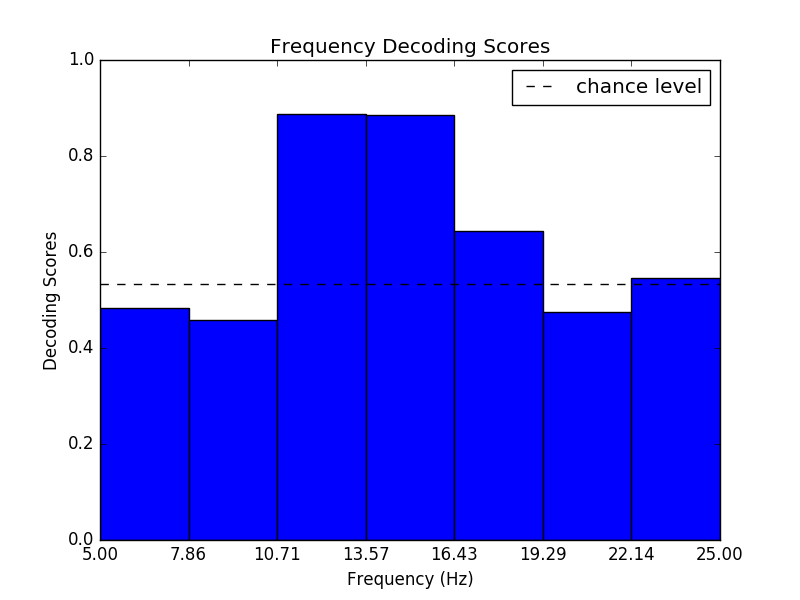 Frequency Decoding Scores
chance level
1.0
0.8
0.6
0.4
0.2
0.0
Decoding Scores
5.00 7.86 10.71 13.57 16.43 19.29 22.14 25.00
Frequency (Hz)